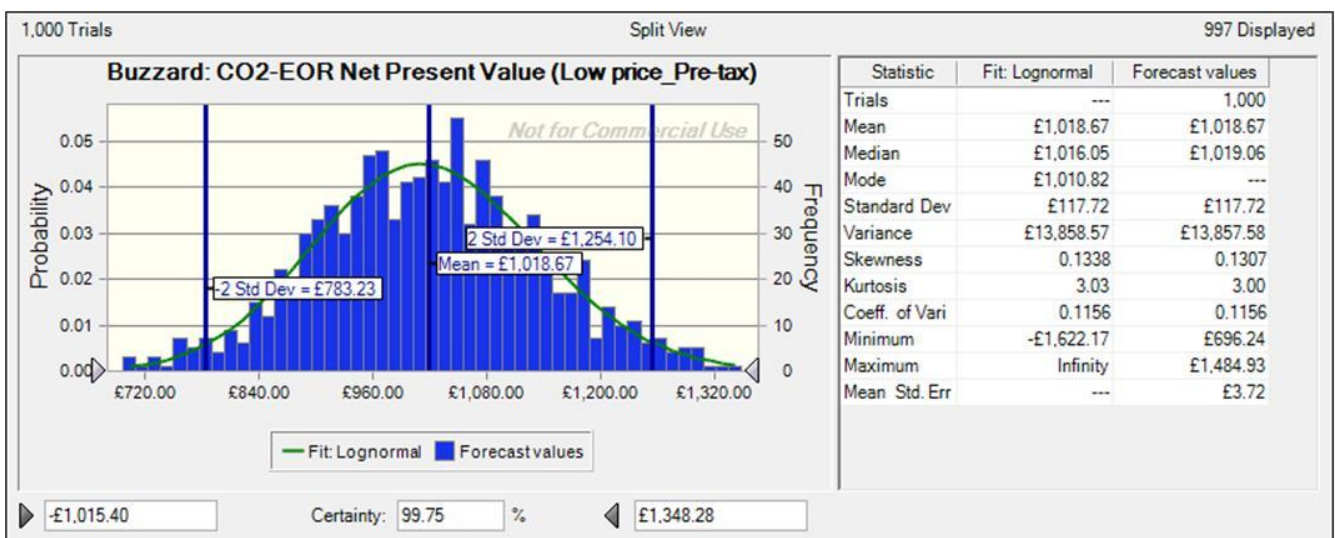 1,000 Trials Split View 997 Displayed
Buzzard: CO2-EOR Net Present Value (Low price_Pre-tax)
Not for Commercial Use
Probability
0.05
0.04
0.03
0.02
0.01
0.00
50
40
30
20
10
0
Frequency
2 Std Dev = £1,254.10
Mean = £1,018.67
-2 Std Dev = £783.23
£720.00 £840.00 £960.00 £1,080.00 £1,200.00 £1,320.00
Fit: Lognormal Forecast values
Statistic Fit: Lognormal Forecast values
Trials --- 1,000
Mean £1,018.67 £1,018.67
Median £1,016.05 £1,019.06
Mode £1,010.82 ---
Standard Dev £117.72 £117.72
Variance £13,858.57 £13,857.58
Skewness 0.1338 0.1307
Kurtosis 3.03 3.00
Coeff. of Vari 0.1156 0.1156
Minimum -£1,622.17 £696.24
Maximum Infinity £1,484.93
Mean Std. Err --- £3.72
-£1,015.40 Certainty: 99.75 % £1,348.28